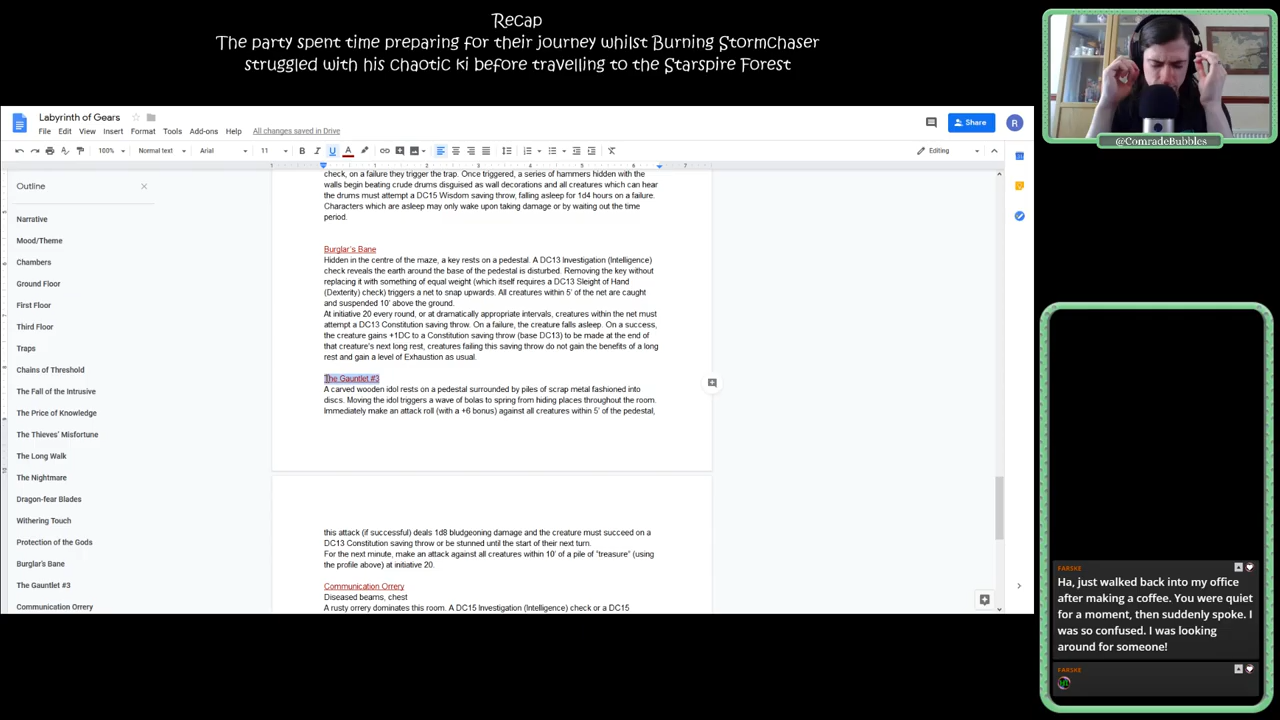 Recap
The party spent time preparing for their journey whilst Burning Stormchaser
struggled with his chaotic ki before travelling to the Starspire Forest
@ComradeBubbles
Labyrinth of Gears
File Edit View Insert Format Tools Add-ons Help All changes saved in Drive
Share
R
100% Normal text Arial 11 B I U A Editing
Outline
Narrative
Mood/Theme
Chambers
Ground Floor
First Floor
Third Floor
Traps
Chains of Threshold
The Fall of the Intrusive
The Price of Knowledge
The Thieves' Misfortune
The Long Walk
The Nightmare
Dragon-fear Blades
Withering Touch
Protection of the Gods
Burglar's Bane
The Gauntlet #3
Communication Orrery
1 1 2 3 4 5 6 7
check, on a failure they trigger the trap. Once triggered, a series of hammers hidden with the
walls begin beating crude drums disguised as wall decorations and all creatures which can hear
the drums must attempt a DC15 Wisdom saving throw, falling asleep for 1d4 hours on a failure.
Characters which are asleep may only wake upon taking damage or by waiting out the time
period.
Burglar's Bane
Hidden in the centre of the maze, a key rests on a pedestal. A DC13 Investigation (Intelligence)
check reveals the earth around the base of the pedestal is disturbed. Removing the key without
replacing it with something of equal weight (which itself requires a DC13 Sleight of Hand
(Dexterity) check) triggers a net to snap upwards. All creatures within 5' of the net are caught
and suspended 10' above the ground.
At initiative 20 every round, or at dramatically appropriate intervals, creatures within the net must
attempt a DC13 Constitution saving throw. On a failure, the creature falls asleep. On a success,
the creature gains +1DC to a Constitution saving throw (base DC13) to be made at the end of
that creature's next long rest, creatures failing this saving throw do not gain the benefits of a long
rest and gain a level of Exhaustion as usual.
The Gauntlet #3
A carved wooden idol rests on a pedestal surrounded by piles of scrap metal fashioned into
discs. Moving the idol triggers a wave of bolas to spring from hiding places throughout the room.
Immediately make an attack roll (with a +6 bonus) against all creatures within 5' of the pedestal,
this attack (if successful) deals 1d8 bludgeoning damage and the creature must succeed on a
DC13 Constitution saving throw or be stunned until the start of their next turn.
For the next minute, make an attack against all creatures within 10' of a pile of "treasure" (using
the profile above) at initiative 20.
Communication Orrery
Diseased beams, chest
A rusty orrery dominates this room. A DC15 Investigation (Intelligence) check or a DC15
FARSKE
Ha, just walked back into my office
after making a coffee. You were quiet
for a moment, then suddenly spoke. I
was so confused. I was looking
around for someone!
FARSKE